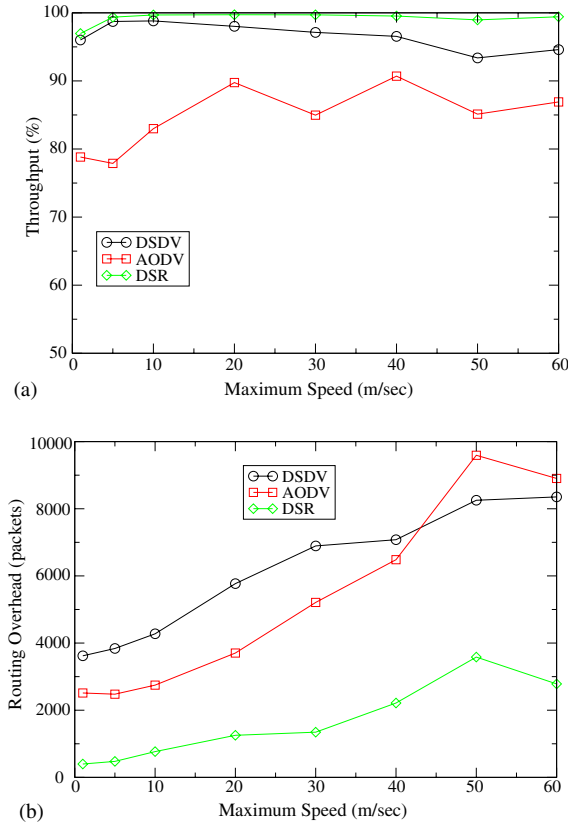 100
90
80
70
60
50
Throughput (%)
DSDV
AODV
DSR
0 10 20 30 40 50 60
Maximum Speed (m/sec)
(a)
10000
8000
6000
4000
2000
0
Routing Overhead (packets)
DSDV
AODV
DSR
0 10 20 30 40 50 60
Maximum Speed (m/sec)
(b)